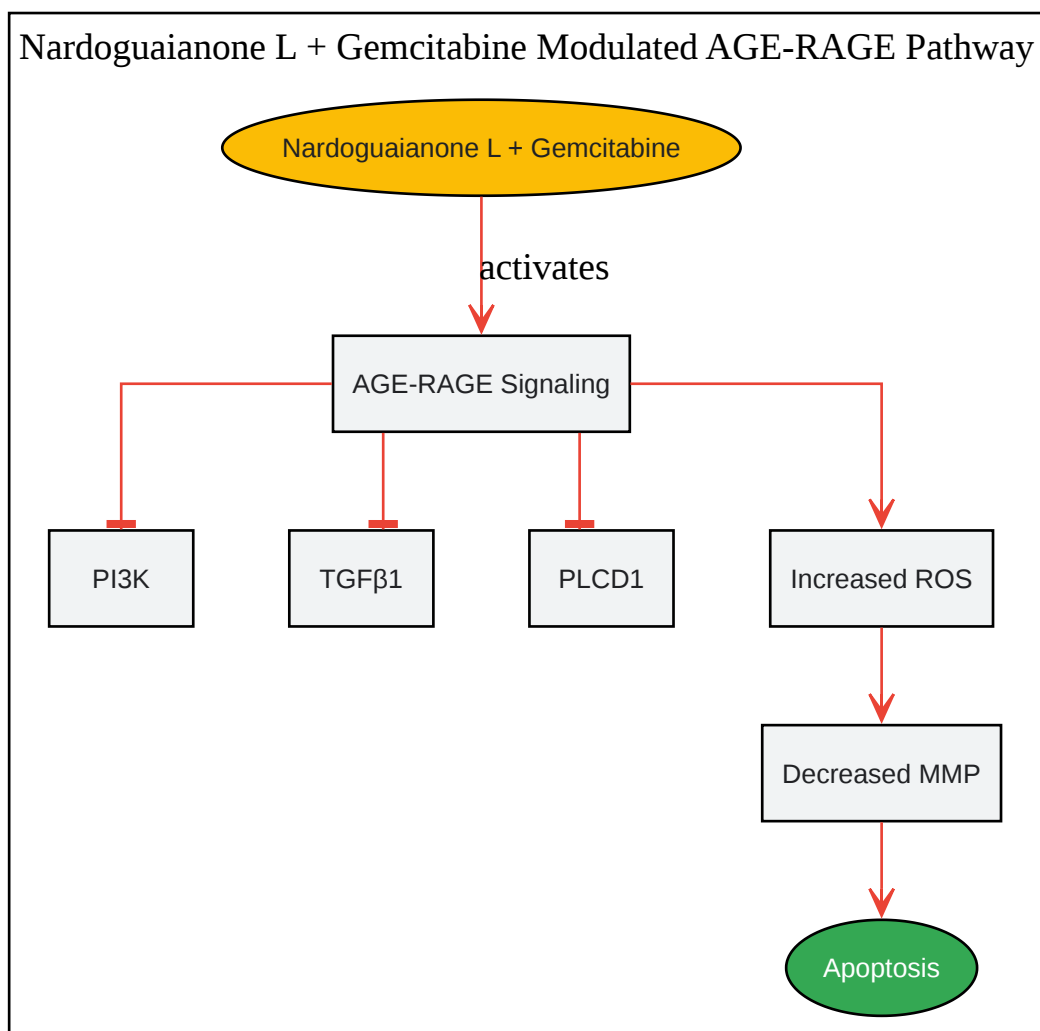 Nardoguaianone L + Gemcitabine Modulated AGE-RAGE Pathway
Nardoguaianone L + Gemcitabine
activates
AGE-RAGE Signaling
PI3K
TGFβ1
PLCD1
Increased ROS
Decreased MMP
Apoptosis